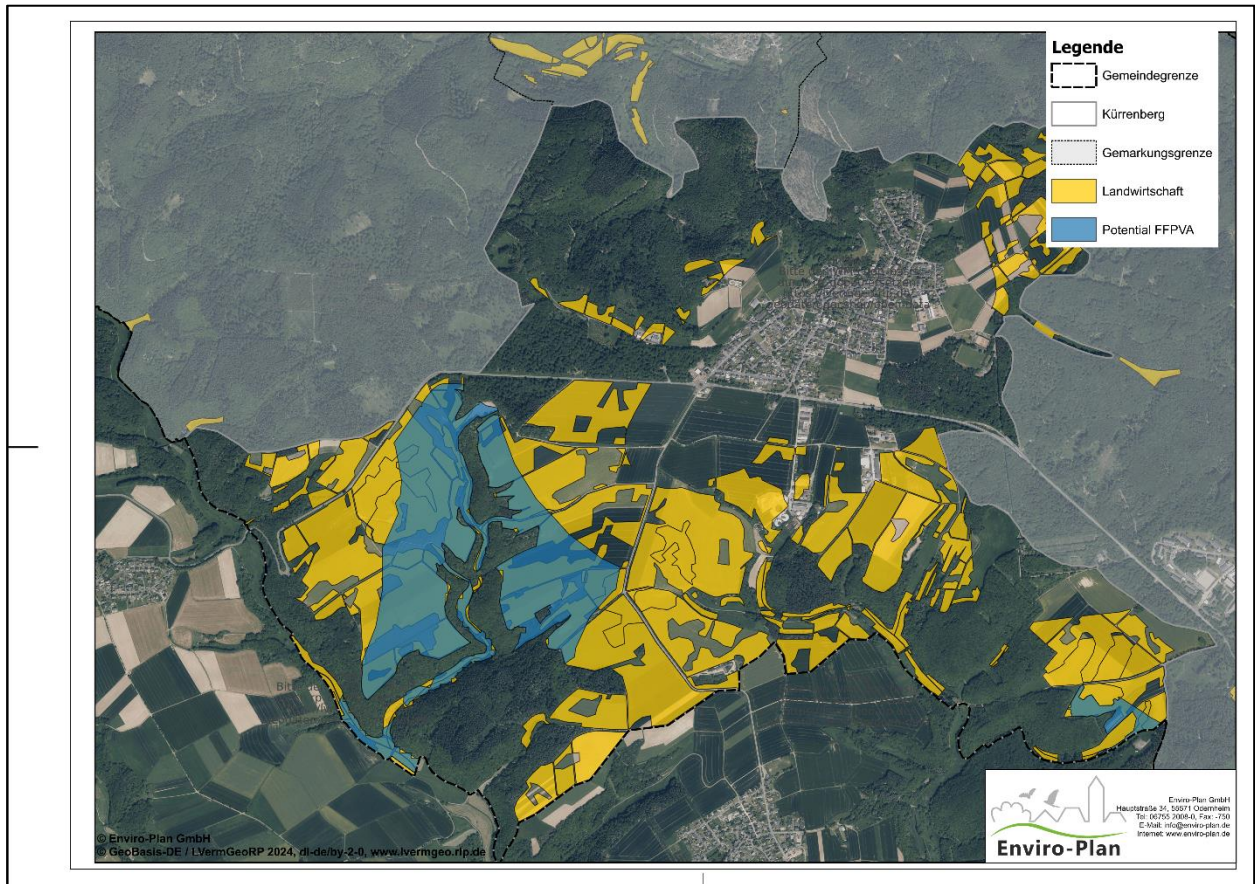 Legende
Gemeindegrenze
Kürrenberg
Gemarkungsgrenze
Landwirtschaft
Potential FFPVA
Enviro-Plan GmbH
Hauptstraße 34, 55571 Odernheim
Tel: 06755 2008-0, Fax: -750
E-Mail: info@enviro-plan.de
Internet: www.enviro-plan.de
Enviro-Plan
© Enviro-Plan GmbH
© GeoBasis-DE / LVermGeoRP 2024, dl-de/by-2-0, www.lvermgeo.rlp.de